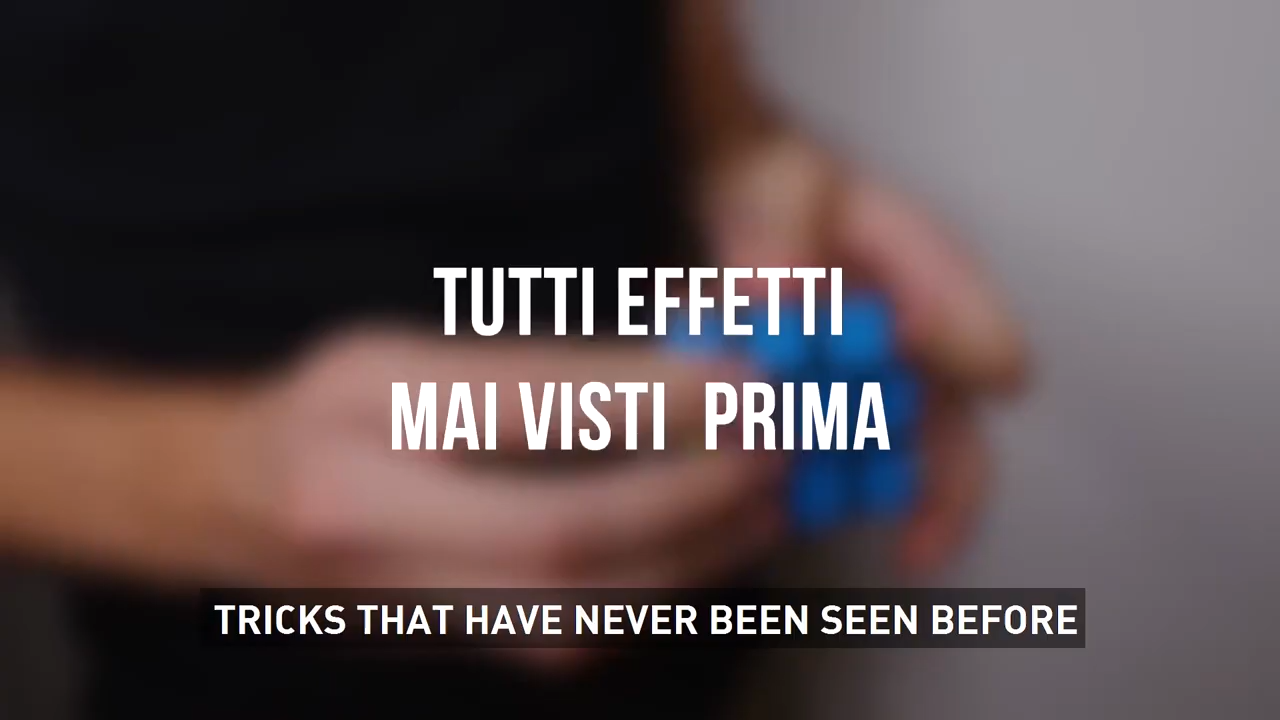 TUTTI EFFETTI
MAI VISTI PRIMA
TRICKS THAT HAVE NEVER BEEN SEEN BEFORE